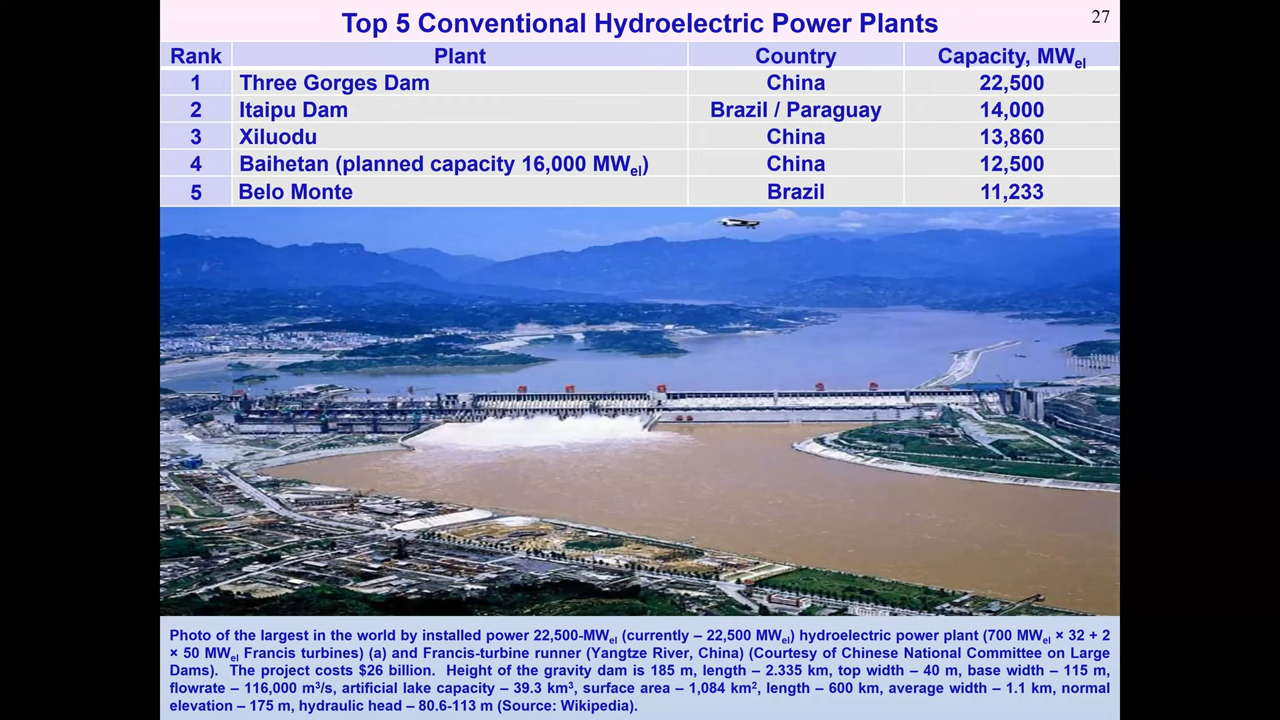 27
Top 5 Conventional Hydroelectric Power Plants
Rank Plant Country Capacity, MWel
1 Three Gorges Dam China 22,500
2 Itaipu Dam Brazil / Paraguay 14,000
3 Xiluodu China 13,860
4 Baihetan (planned capacity 16,000 MWel) China 12,500
5 Belo Monte Brazil 11,233
Photo of the largest in the world by installed power 22,500-MWel (currently – 22,500 MWel) hydroelectric power plant (700 MWel × 32 + 2
× 50 MWel Francis turbines) (a) and Francis-turbine runner (Yangtze River, China) (Courtesy of Chinese National Committee on Large
Dams). The project costs $26 billion. Height of the gravity dam is 185 m, length – 2.335 km, top width – 40 m, base width – 115 m,
flowrate – 116,000 m³/s, artificial lake capacity – 39.3 km³, surface area – 1,084 km², length – 600 km, average width – 1.1 km, normal
elevation – 175 m, hydraulic head – 80.6-113 m (Source: Wikipedia).